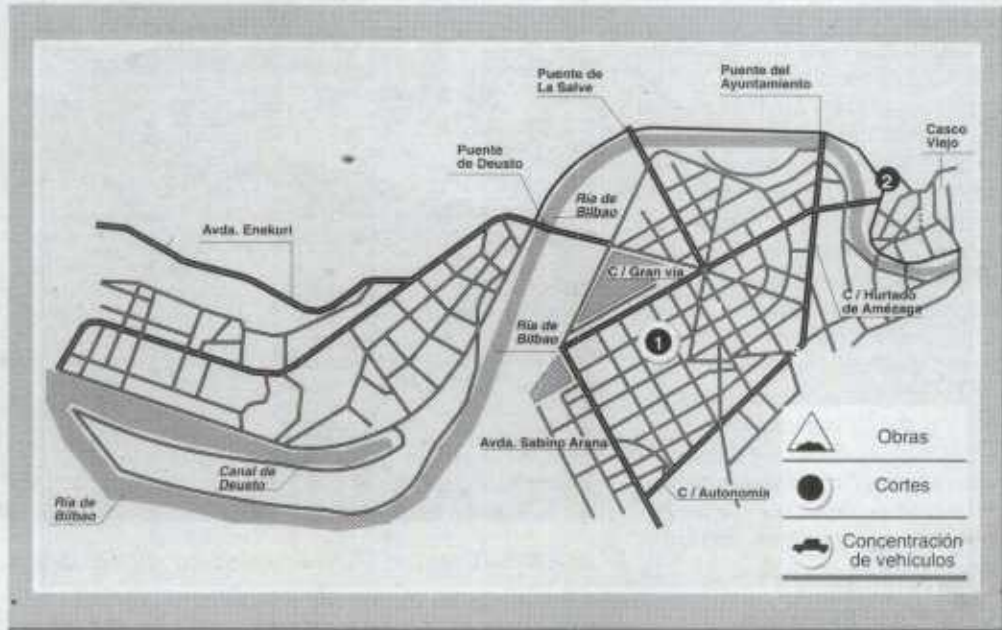 Puente de
La Salve
Puente del
Ayuntamiento
Casco
Viejo
Puente
de Deusto
2
Ría de
Bilbao
Avda. Enekuri
C / Gran vía
C / Hurtado
de Amézaga
Ría de
Bilbao
1
Avda. Sabino Arana
Canal de
Deusto
Ría de
Bilbao
C / Autonomía
Obras
Cortes
Concentración
de vehículos